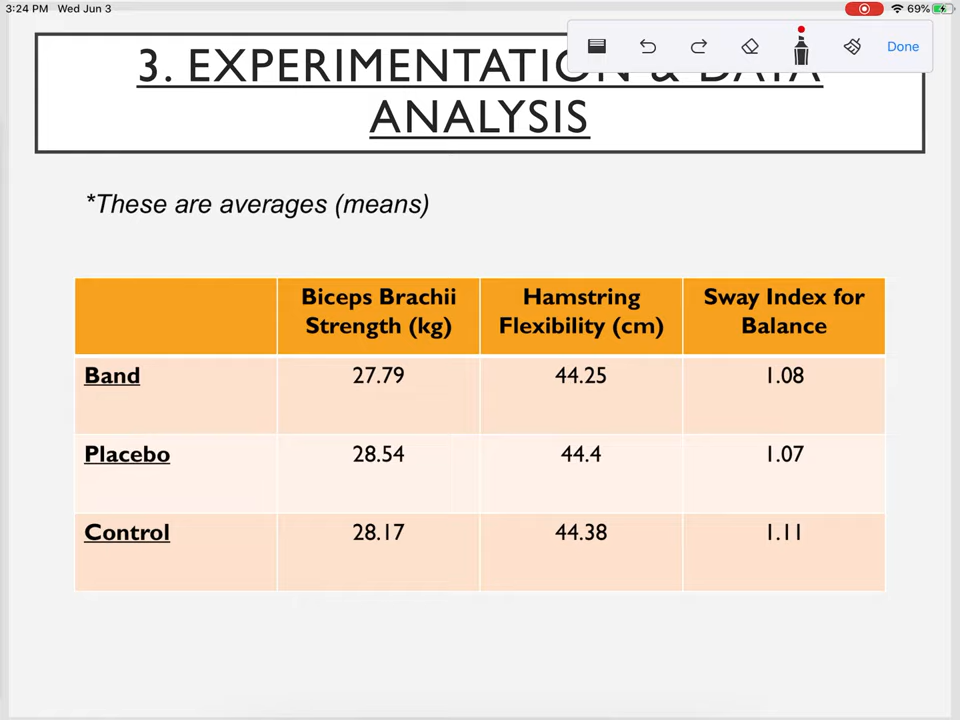 3:24 PM Wed Jun 3
69%
Done
3. EXPERIMENTATION & DATA
ANALYSIS
*These are averages (means)
Biceps Brachii Strength (kg)
Hamstring Flexibility (cm)
Sway Index for Balance
Band 27.79 44.25 1.08
Placebo 28.54 44.4 1.07
Control 28.17 44.38 1.11